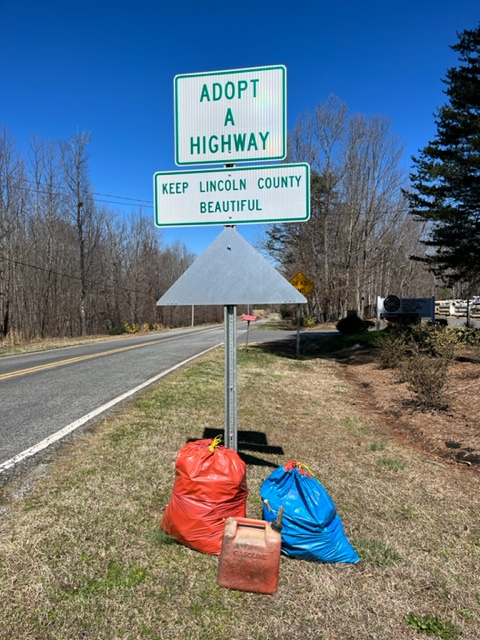 ADOPT
A
HIGHWAY
KEEP LINCOLN COUNTY
BEAUTIFUL